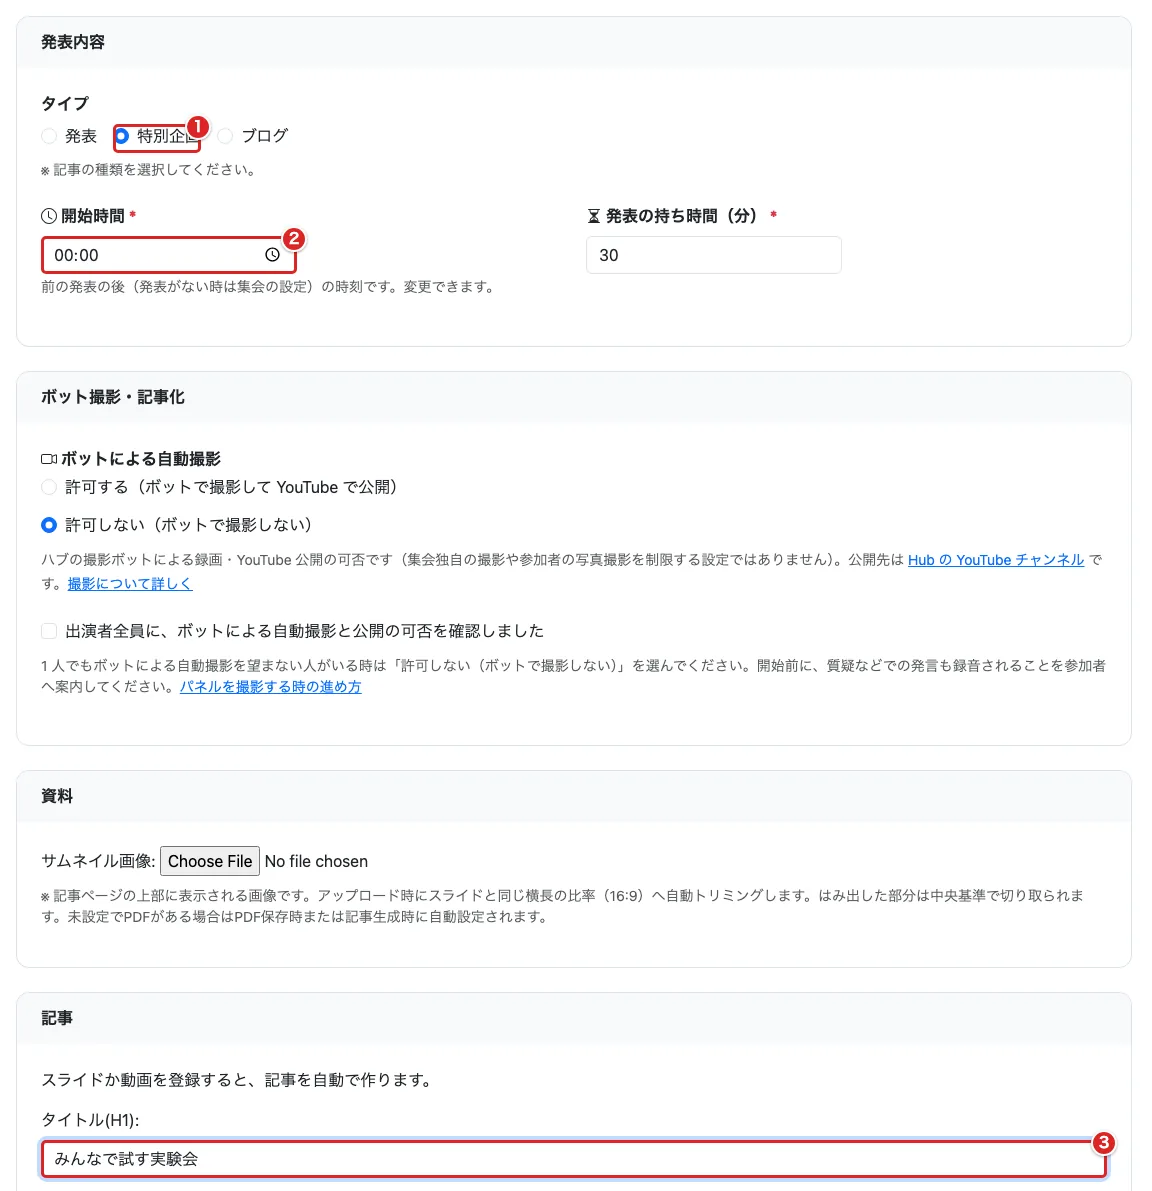 発表内容
タイプ
発表 特別企画 1 ブログ
※ 記事の種類を選択してください。
開始時間 *
00:00 2
前の発表の後（発表がない時は集会の設定）の時刻です。変更できます。
発表の持ち時間（分） *
30
ボット撮影・記事化
ボットによる自動撮影
許可する（ボットで撮影して YouTube で公開）
許可しない（ボットで撮影しない）
ハブの撮影ボットによる録画・YouTube 公開の可否です（集会独自の撮影や参加者の写真撮影を制限する設定ではありません）。公開先は Hub の YouTube チャンネル で
す。撮影について詳しく
出演者全員に、ボットによる自動撮影と公開の可否を確認しました
1 人でもボットによる自動撮影を望まない人がいる時は「許可しない（ボットで撮影しない）」を選んでください。開始前に、質疑などでの発言も録音されることを参加者
へ案内してください。パネルを撮影する時の進め方
資料
サムネイル画像: Choose File No file chosen
※ 記事ページの上部に表示される画像です。アップロード時にスライドと同じ横長の比率（16:9）へ自動トリミングします。はみ出した部分は中央基準で切り取られま
す。未設定でPDFがある場合はPDF保存時または記事生成時に自動設定されます。
記事
スライドか動画を登録すると、記事を自動で作ります。
タイトル(H1):
みんなで試す実験会 3